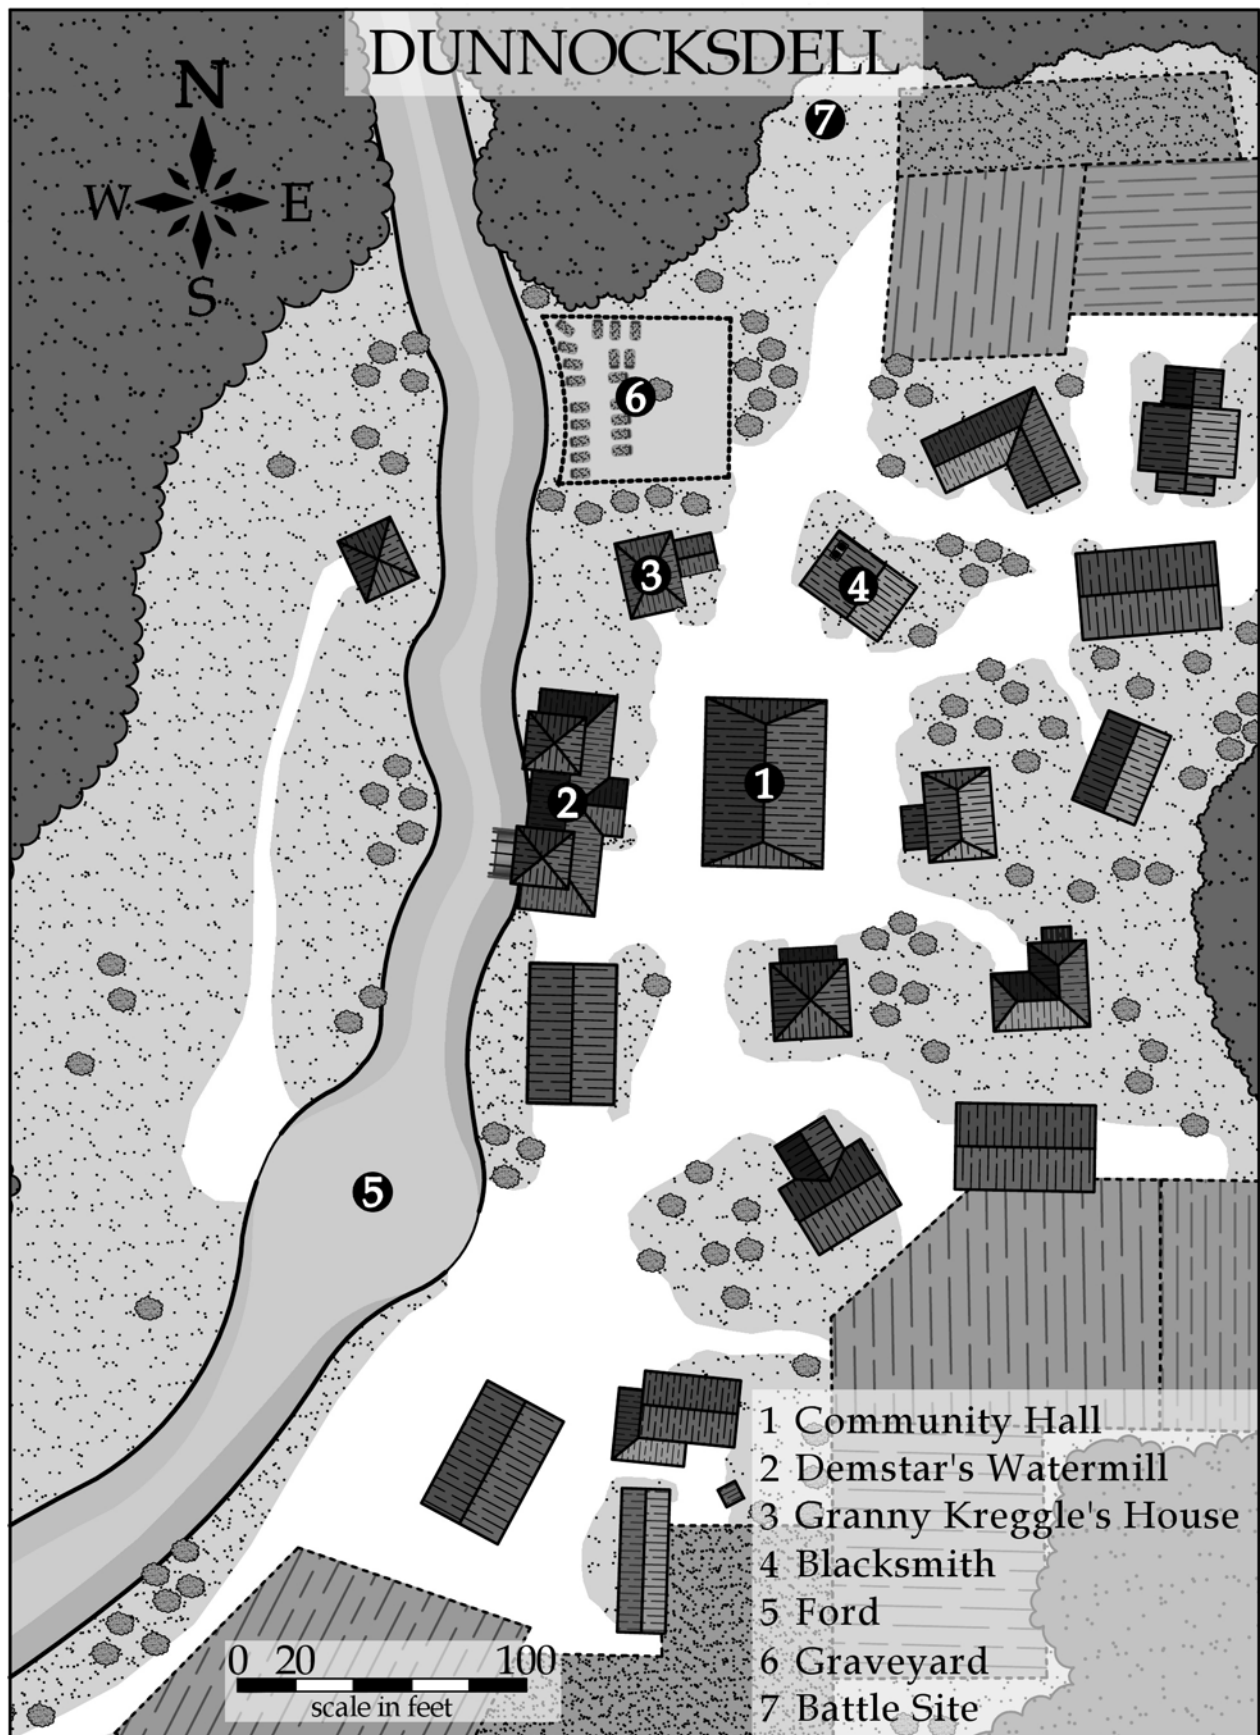 DUNNOCKSDELL
N
W E
S
7
6
3
4
2
1
5
1 Community Hall
2 Demstar's Watermill
3 Granny Kreggle's House
4 Blacksmith
5 Ford
6 Graveyard
7 Battle Site
0 20 100
scale in feet